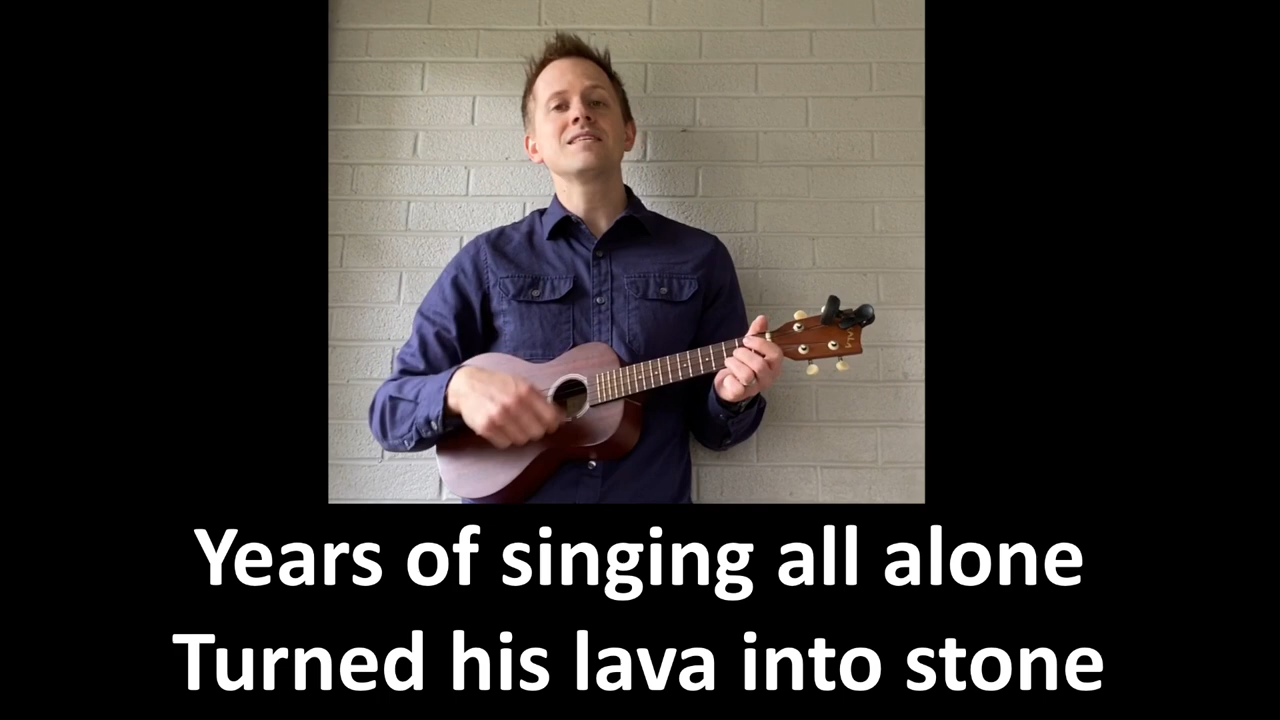 Years of singing all alone
Turned his lava into stone